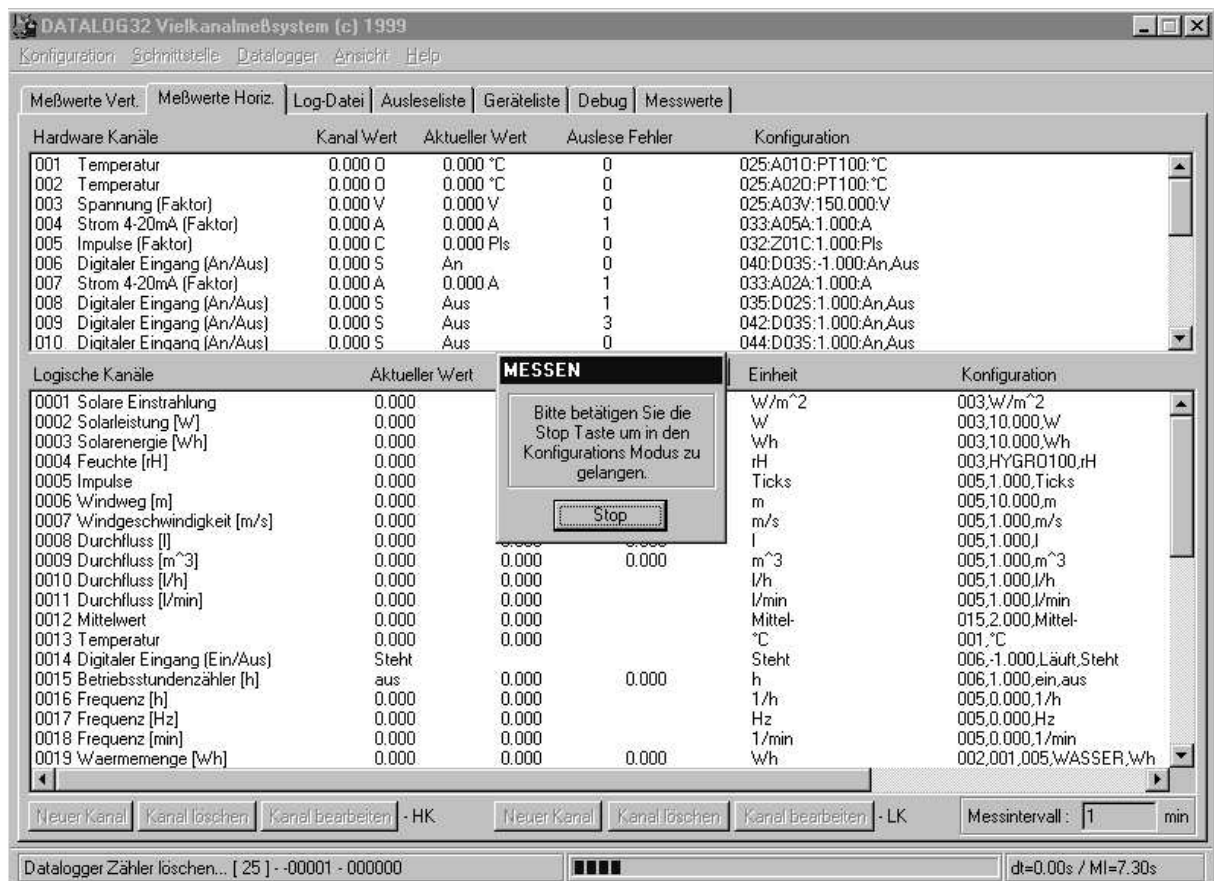 DATALOG32 Vielkanalmeßsystem (c) 1999
Konfiguration Schnittstelle Datalogger Ansicht Help
Meßwerte Vert. Meßwerte Horiz. Log-Datei Ausleseliste Geräteliste Debug Messwerte
Hardware Kanäle Kanal Wert Aktueller Wert Auslese Fehler Konfiguration
001 Temperatur 0.000 O 0.000 °C 0 025:A01O:PT100:°C
002 Temperatur 0.000 O 0.000 °C 0 025:A02O:PT100:°C
003 Spannung (Faktor) 0.000 V 0.000 V 0 025:A03V:150.000:V
004 Strom 4-20mA (Faktor) 0.000 A 0.000 A 1 033:A05A:1.000:A
005 Impulse (Faktor) 0.000 C 0.000 Pls 0 032:Z01C:1.000:Pls
006 Digitaler Eingang (An/Aus) 0.000 S An 0 040:D03S:-1.000:An,Aus
007 Strom 4-20mA (Faktor) 0.000 A 0.000 A 1 033:A02A:1.000:A
008 Digitaler Eingang (An/Aus) 0.000 S Aus 1 035:D02S:1.000:An,Aus
009 Digitaler Eingang (An/Aus) 0.000 S Aus 3 042:D03S:1.000:An,Aus
010 Digitaler Eingang (An/Aus) 0.000 S Aus 0 044:D03S:1.000:An,Aus
Logische Kanäle Aktueller Wert Einheit Konfiguration
MESSEN
Bitte betätigen Sie die
Stop Taste um in den
Konfigurations Modus zu
gelangen.
Stop
0001 Solare Einstrahlung 0.000 W/m^2 003,W/m^2
0002 Solarleistung [W] 0.000 W 003,10.000,W
0003 Solarenergie [Wh] 0.000 Wh 003,10.000,Wh
0004 Feuchte [rH] 0.000 rH 003,HYGRO100,rH
0005 Impulse 0.000 Ticks 005,1.000,Ticks
0006 Windweg [m] 0.000 m 005,10.000,m
0007 Windgeschwindigkeit [m/s] 0.000 m/s 005,1.000,m/s
0008 Durchfluss [l] 0.000 0.000 0.000 l 005,1.000,l
0009 Durchfluss [m^3] 0.000 0.000 0.000 m^3 005,1.000,m^3
0010 Durchfluss [l/h] 0.000 0.000 l/h 005,1.000,l/h
0011 Durchfluss [l/min] 0.000 0.000 l/min 005,1.000,l/min
0012 Mittelwert 0.000 0.000 Mittel- 015,2.000,Mittel-
0013 Temperatur 0.000 0.000 °C 001,°C
0014 Digitaler Eingang (Ein/Aus) Steht Steht 006,-1.000,Läuft,Steht
0015 Betriebsstundenzähler [h] aus 0.000 0.000 h 006,1.000,ein,aus
0016 Frequenz [h] 0.000 0.000 1/h 005,0.000,1/h
0017 Frequenz [Hz] 0.000 0.000 Hz 005,0.000,Hz
0018 Frequenz [min] 0.000 0.000 1/min 005,0.000,1/min
0019 Waermemenge [Wh] 0.000 0.000 0.000 Wh 002,001,005,WASSER,Wh
Neuer Kanal Kanal löschen Kanal bearbeiten - HK Neuer Kanal Kanal löschen Kanal bearbeiten - LK Messintervall : 1 min
Datalogger Zähler löschen... [ 25 ] - -00001 - 000000 dt=0.00s / MI=7.30s